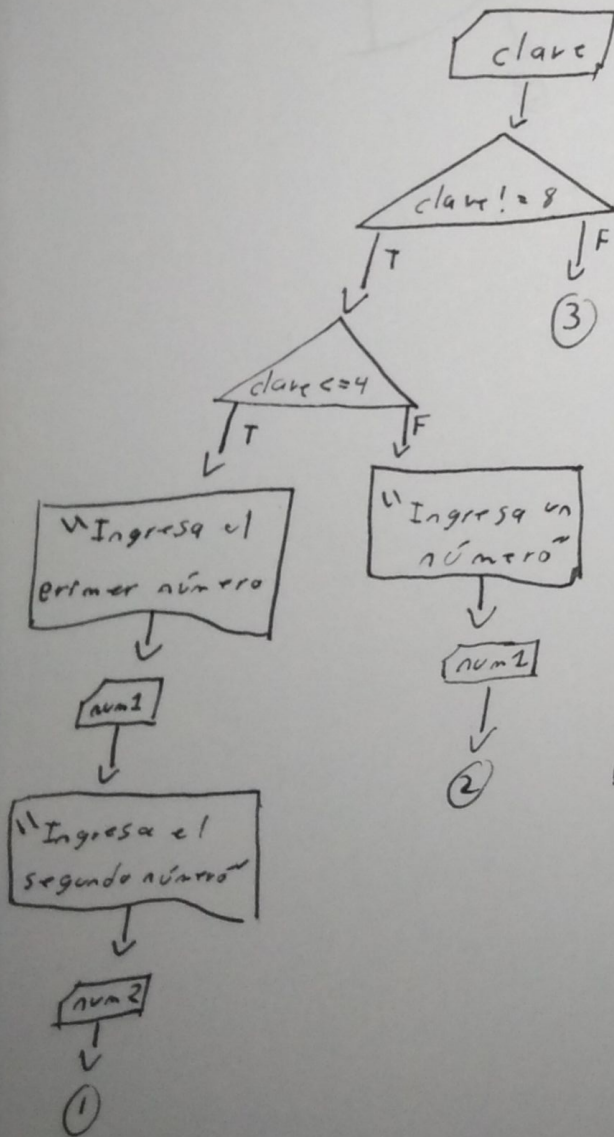 clave
clave != 8
T
F
3
clave <= 4
T
F
"Ingresa el
primer número
"Ingresa un
número"
num1
num1
2
"Ingresa el
segundo número"
num2
1